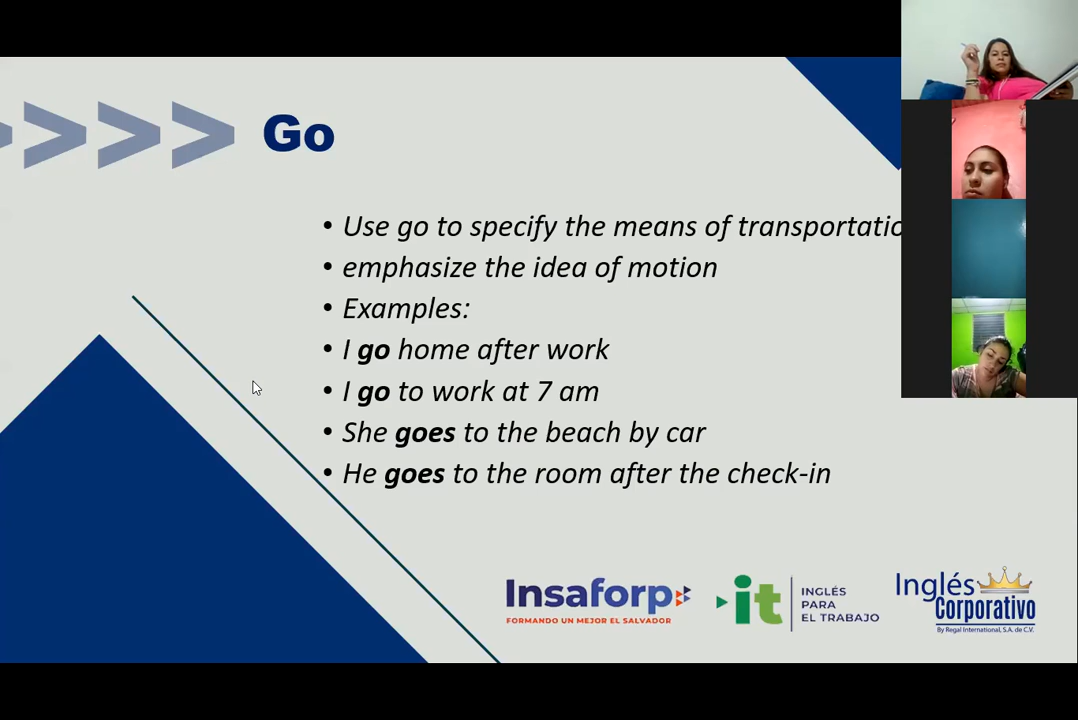 >>>> Go
• Use go to specify the means of transportatio
• emphasize the idea of motion
• Examples:
• I go home after work
• I go to work at 7 am
• She goes to the beach by car
• He goes to the room after the check-in
Insaforp
FORMANDO UN MEJOR EL SALVADOR
it
INGLÉS
PARA
EL TRABAJO
Inglés
Corporativo
By Regal International, S.A. de C.V.